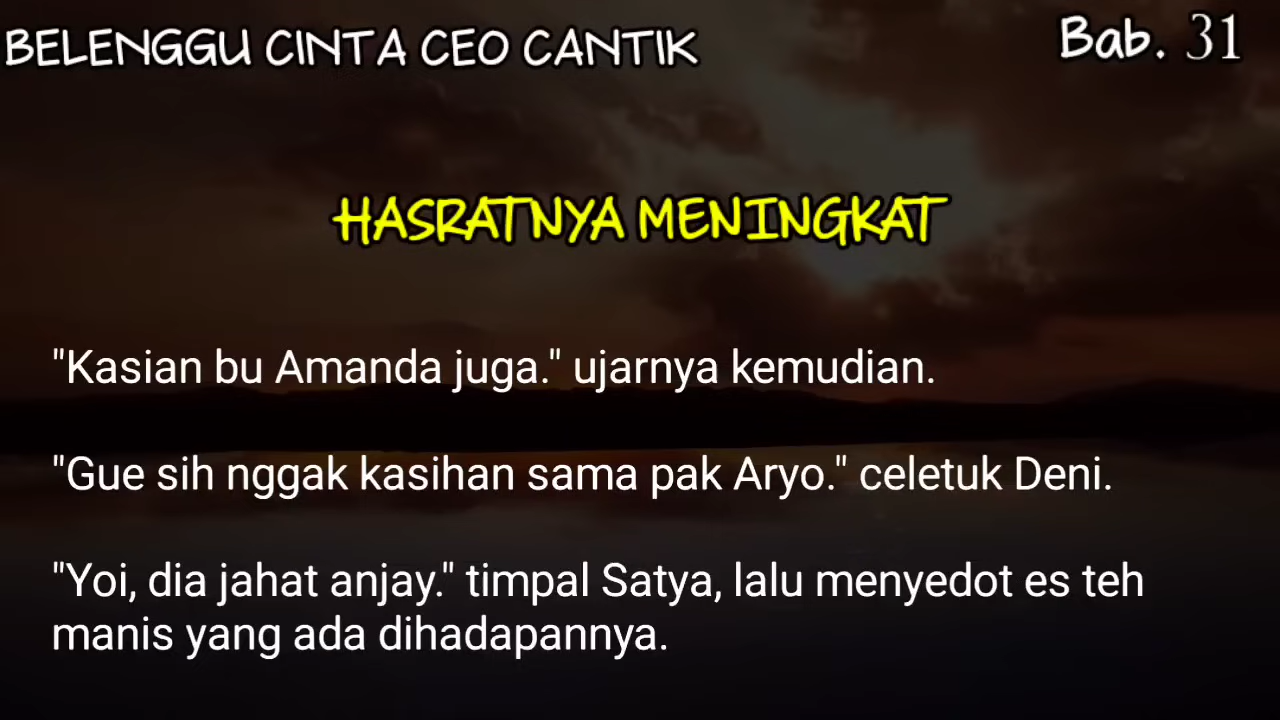 BELENGGU CINTA CEO CANTIK
Bab. 31
HASRATNYA MENINGKAT
"Kasian bu Amanda juga." ujarnya kemudian.
"Gue sih nggak kasihan sama pak Aryo." celetuk Deni.
"Yoi, dia jahat anjay." timpal Satya, lalu menyedot es teh
manis yang ada dihadapannya.